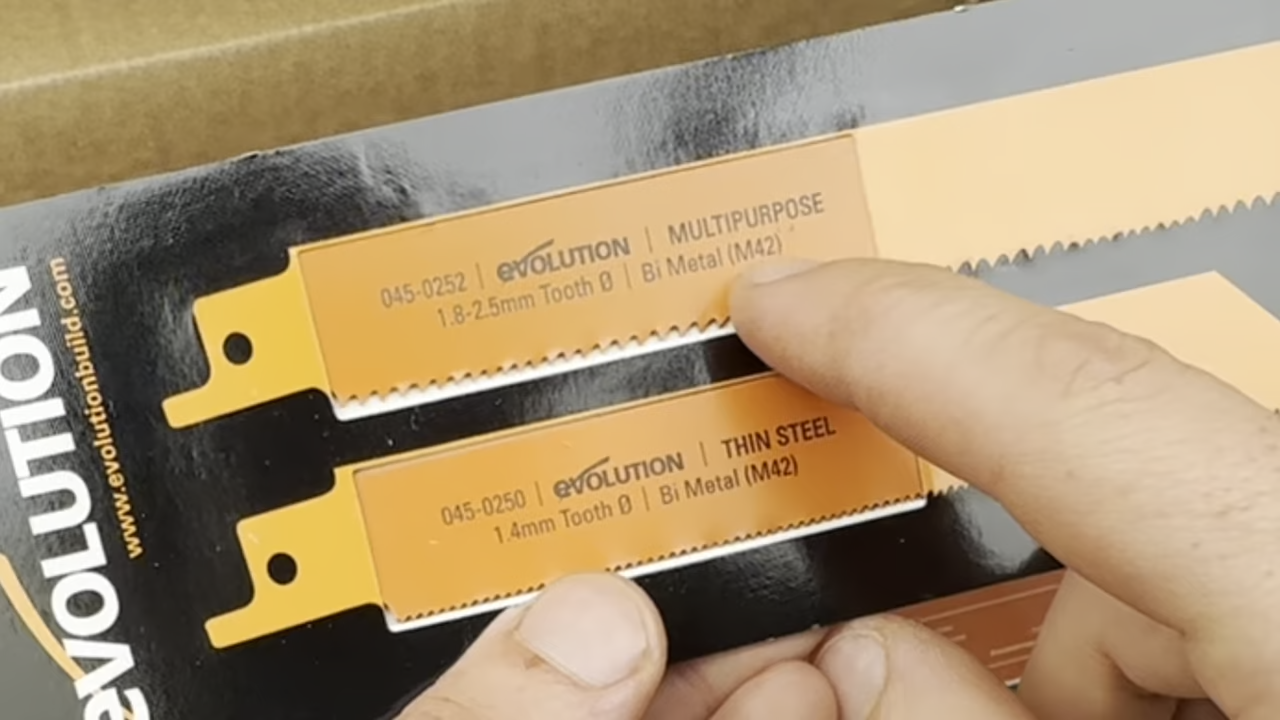 EVOLUTION
www.evolutionbuild.com
045-0252 | eVOLUTION | MULTIPURPOSE
1.8-2.5mm Tooth Ø | Bi Metal (M42)
045-0250 | eVOLUTION | THIN STEEL
1.4mm Tooth Ø | Bi Metal (M42)